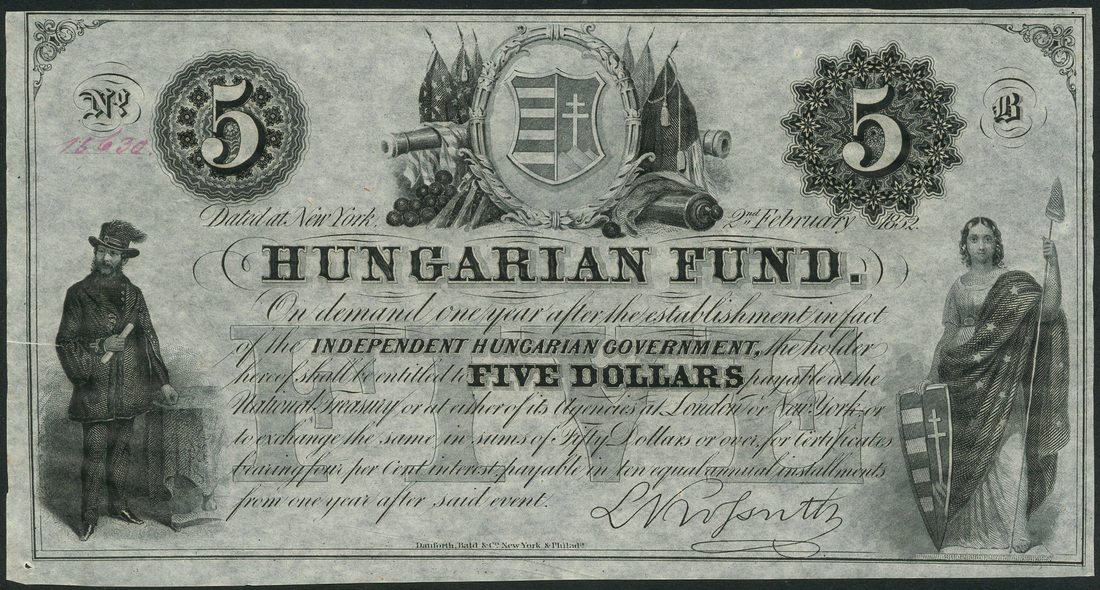 No.
5
5
B
Dated at New York
2nd February 1852.
HUNGARIAN FUND.
On demand one year after the establishment in fact
of the INDEPENDENT HUNGARIAN GOVERNMENT, the holder
hereof shall be entitled to FIVE DOLLARS payable at the
National Treasury or at either of its Agencies at London or New York, or
to exchange the same in sums of Fifty Dollars or over, for Certificates
bearing four per Cent interest, payable in ten equal annual installments
from one year after said event.
FIVE
L Kossuth
Danforth, Bald & Co. New York & Philada.